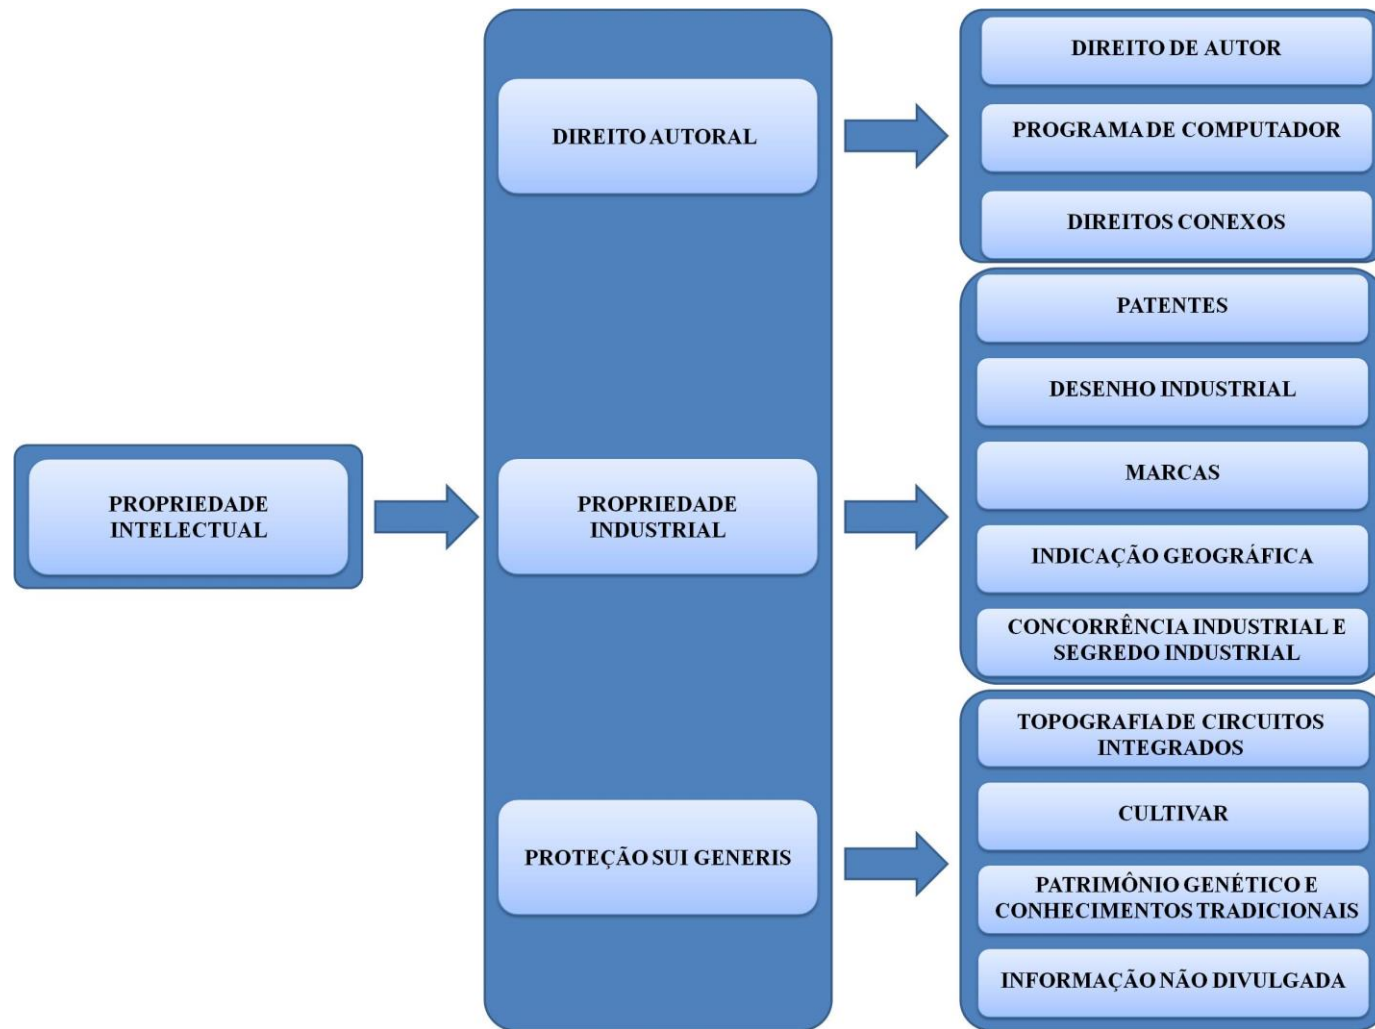 PROPRIEDADE
INTELECTUAL
DIREITO AUTORAL
DIREITO DE AUTOR
PROGRAMA DE COMPUTADOR
DIREITOS CONEXOS
PROPRIEDADE
INDUSTRIAL
PATENTES
DESENHO INDUSTRIAL
MARCAS
INDICAÇÃO GEOGRÁFICA
CONCORRÊNCIA INDUSTRIAL E
SEGREDO INDUSTRIAL
PROTEÇÃO SUI GENERIS
TOPOGRAFIA DE CIRCUITOS
INTEGRADOS
CULTIVAR
PATRIMÔNIO GENÉTICO E
CONHECIMENTOS TRADICIONAIS
INFORMAÇÃO NÃO DIVULGADA